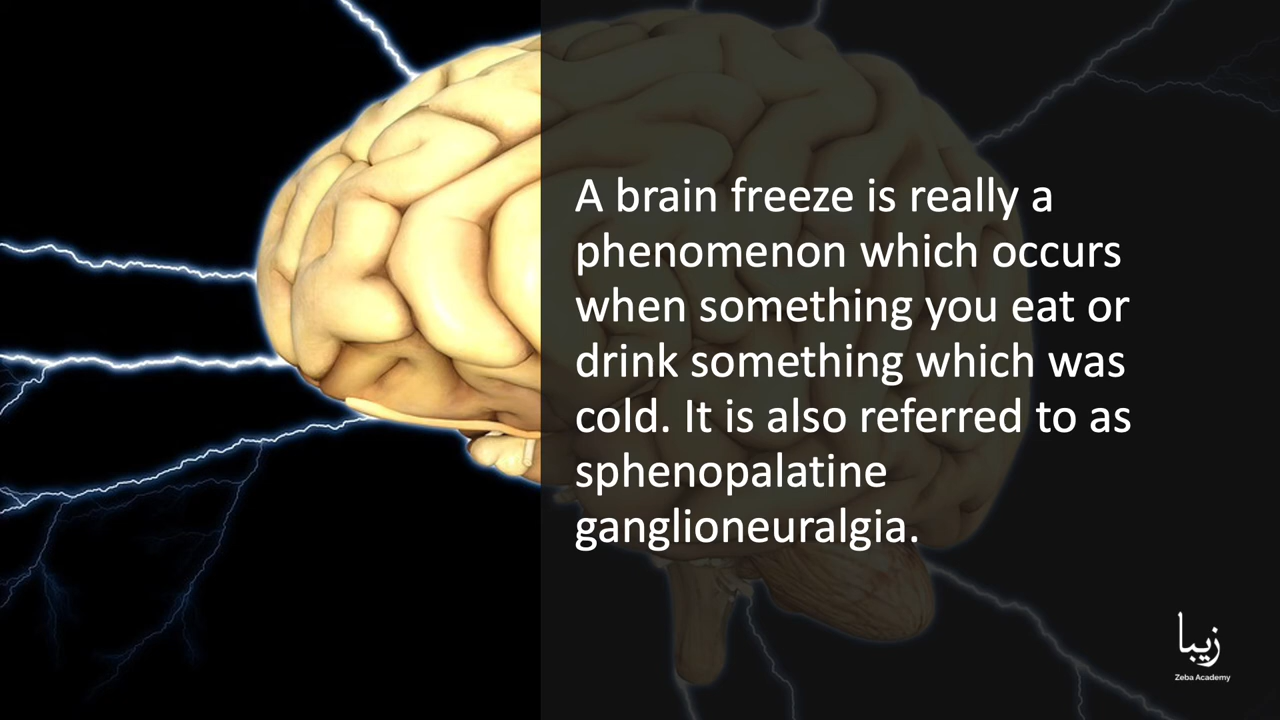 A brain freeze is really a
phenomenon which occurs
when something you eat or
drink something which was
cold. It is also referred to as
sphenopalatine
ganglioneuralgia.
زیبا
Zeba Academy